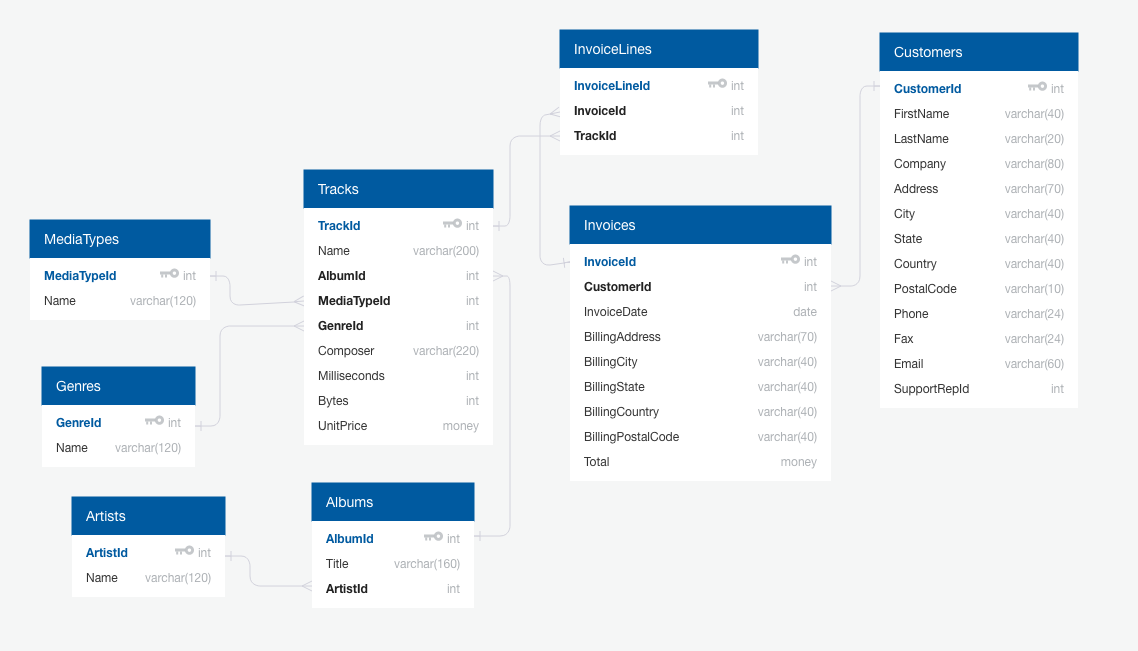 InvoiceLines
InvoiceLineId int
InvoiceId int
TrackId int
Customers
CustomerId int
FirstName varchar(40)
LastName varchar(20)
Company varchar(80)
Address varchar(70)
City varchar(40)
State varchar(40)
Country varchar(40)
PostalCode varchar(10)
Phone varchar(24)
Fax varchar(24)
Email varchar(60)
SupportRepId int
Tracks
TrackId int
Name varchar(200)
AlbumId int
MediaTypeId int
GenreId int
Composer varchar(220)
Milliseconds int
Bytes int
UnitPrice money
Invoices
InvoiceId int
CustomerId int
InvoiceDate date
BillingAddress varchar(70)
BillingCity varchar(40)
BillingState varchar(40)
BillingCountry varchar(40)
BillingPostalCode varchar(40)
Total money
MediaTypes
MediaTypeId int
Name varchar(120)
Genres
GenreId int
Name varchar(120)
Artists
ArtistId int
Name varchar(120)
Albums
AlbumId int
Title varchar(160)
ArtistId int